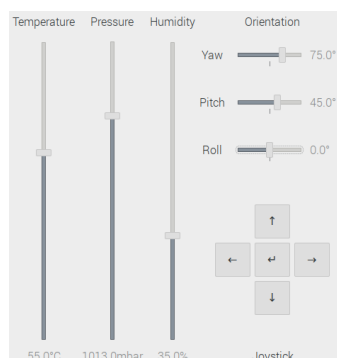 Temperature Pressure Humidity Orientation
Yaw 75.0°
Pitch 45.0°
Roll 0.0°
↑
← ↵ →
↓
55.0°C 1013.0mbar 35.0% Joystick